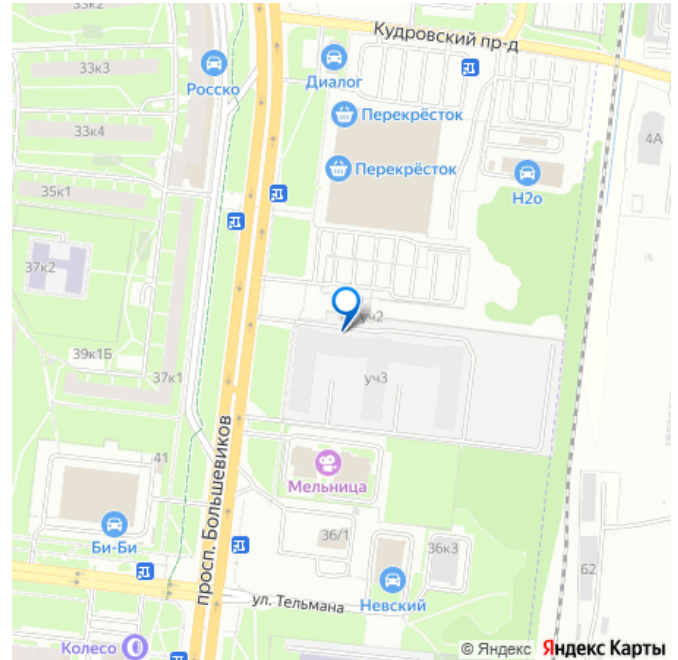 33к2
Кудровский пр-д
33к3
Росско
Диалог
Перекрёсток
33к4
4А
Перекрёсток
35к1
Н2о
37к2
уч2
39к1Б
37к1
уч3
просп. Большевиков
41
Мельница
Би-Би
36/1
36к3
62
ул. Тельмана
Невский
Колесо
© Яндекс Яндекс Карты